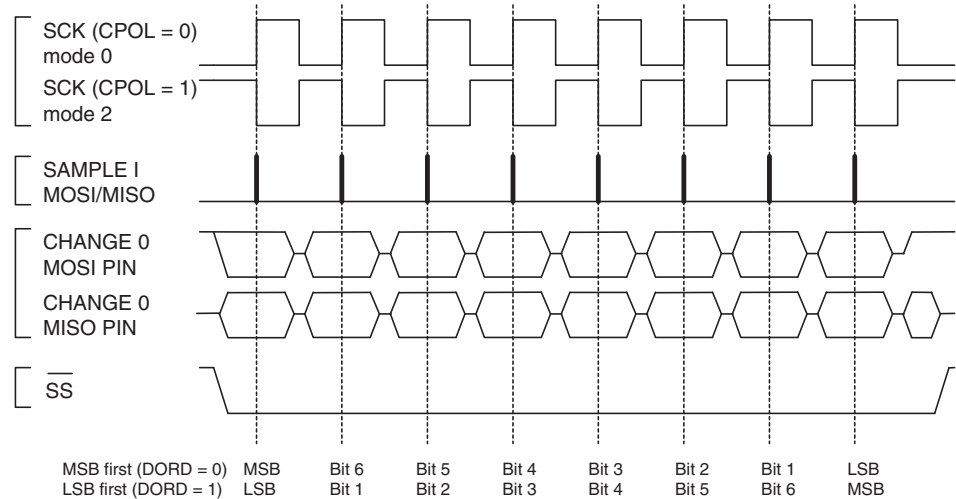 SCK (CPOL = 0)
mode 0
SCK (CPOL = 1)
mode 2
SAMPLE I
MOSI/MISO
CHANGE 0
MOSI PIN
CHANGE 0
MISO PIN
SS
MSB first (DORD = 0) MSB Bit 6 Bit 5 Bit 4 Bit 3 Bit 2 Bit 1 LSB
LSB first (DORD = 1) LSB Bit 1 Bit 2 Bit 3 Bit 4 Bit 5 Bit 6 MSB